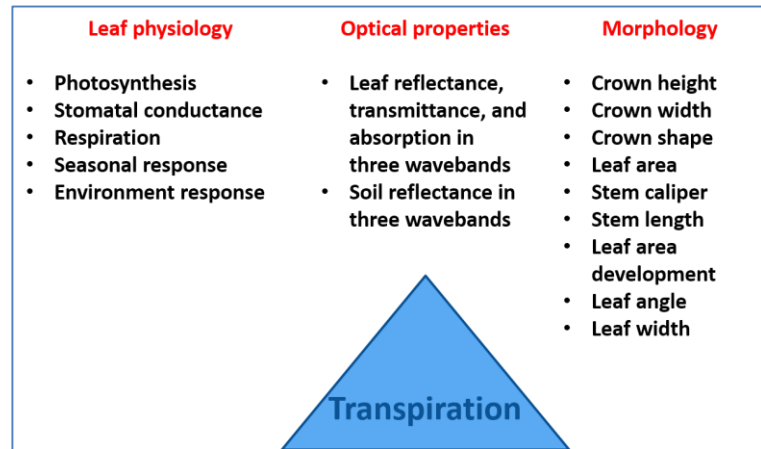 Leaf physiology
• Photosynthesis
• Stomatal conductance
• Respiration
• Seasonal response
• Environment response
Optical properties
• Leaf reflectance,
transmittance, and
absorption in
three wavebands
• Soil reflectance in
three wavebands
Morphology
• Crown height
• Crown width
• Crown shape
• Leaf area
• Stem caliper
• Stem length
• Leaf area
development
• Leaf angle
• Leaf width
Transpiration